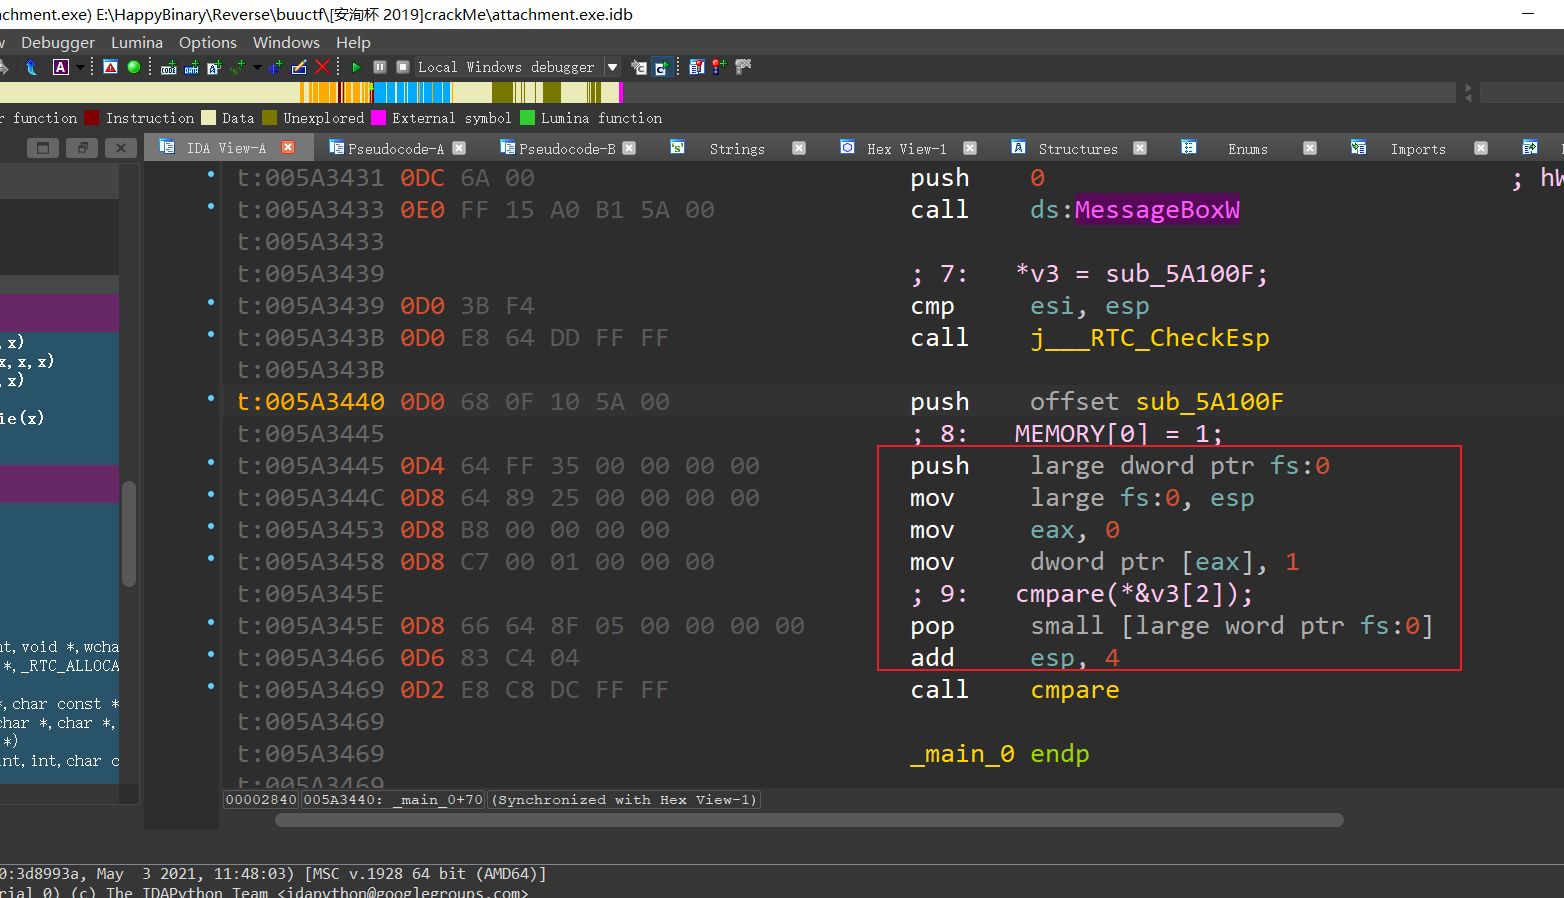 achment.exe) E:\HappyBinary\Reverse\buuctf\[安洵杯 2019]crackMe\attachment.exe.idb
Debugger Lumina Options Windows Help
Local Windows debugger
r function Instruction Data Unexplored External symbol Lumina function
IDA View-A Pseudocode-A Pseudocode-B Strings Hex View-1 Structures Enums Imports
t:005A3431 0DC 6A 00 push 0 ; hW
t:005A3433 0E0 FF 15 A0 B1 5A 00 call ds:MessageBoxW
t:005A3433
t:005A3439 ; 7: *v3 = sub_5A100F;
t:005A3439 0D0 3B F4 cmp esi, esp
t:005A343B 0D0 E8 64 DD FF FF call j___RTC_CheckEsp
t:005A343B
t:005A3440 0D0 68 0F 10 5A 00 push offset sub_5A100F
t:005A3445 ; 8: MEMORY[0] = 1;
t:005A3445 0D4 64 FF 35 00 00 00 00 push large dword ptr fs:0
t:005A344C 0D8 64 89 25 00 00 00 00 mov large fs:0, esp
t:005A3453 0D8 B8 00 00 00 00 mov eax, 0
t:005A3458 0D8 C7 00 01 00 00 00 mov dword ptr [eax], 1
t:005A345E ; 9: cmpare(*&v3[2]);
t:005A345E 0D8 66 64 8F 05 00 00 00 00 pop small [large word ptr fs:0]
t:005A3466 0D6 83 C4 04 add esp, 4
t:005A3469 0D2 E8 C8 DC FF FF call cmpare
t:005A3469
t:005A3469 _main_0 endp
t:005A3469
,x)
x,x,x)
,x)
ie(x)
nt,void *,wcha
*,_RTC_ALLOCA
*,char const *
char *,char *,
*)
int,int,char c
00002840 005A3440: _main_0+70 (Synchronized with Hex View-1)
0:3d8993a, May 3 2021, 11:48:03) [MSC v.1928 64 bit (AMD64)]
rial 0) (c) The IDAPython Team <idapython@googlegroups.com>